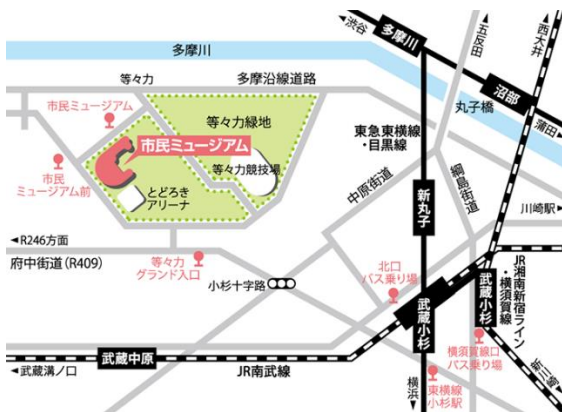 ◀渋谷
多摩川
五反田
西大井
多摩川
等々力
多摩沿線道路
沼部
丸子橋
蒲田▶
市民ミュージアム
等々力緑地
東急東横線
・目黒線
市民ミュージアム
綱島街道
等々力競技場
中原街道
市民
ミュージアム前
とどろき
アリーナ
新丸子
川崎駅▶
◀R246方面
府中街道(R409)
等々力
グランド入口
北口
バス乗り場
小杉十字路
武蔵小杉
武蔵小杉
JR湘南新宿ライン
・横須賀線
武蔵中原
横須賀線口
バス乗り場
◀武蔵溝ノ口
JR南武線
横浜
東横線
小杉駅
新川崎